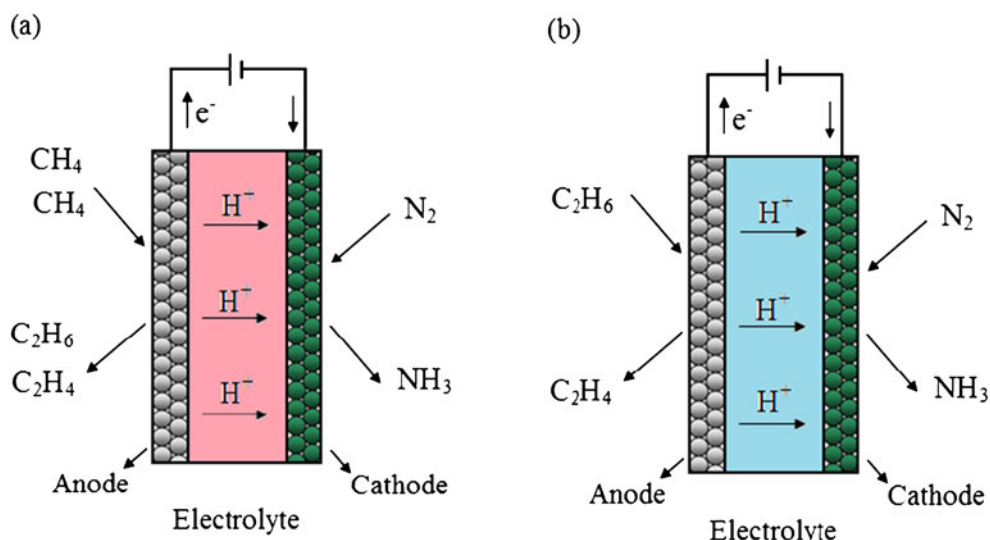 (a)
e⁻
CH₄
CH₄
H⁺
N₂
H⁺
C₂H₆
C₂H₄
NH₃
H⁺
Anode
Cathode
Electrolyte
(b)
e⁻
C₂H₆
H⁺
N₂
H⁺
C₂H₄
NH₃
H⁺
Anode
Cathode
Electrolyte